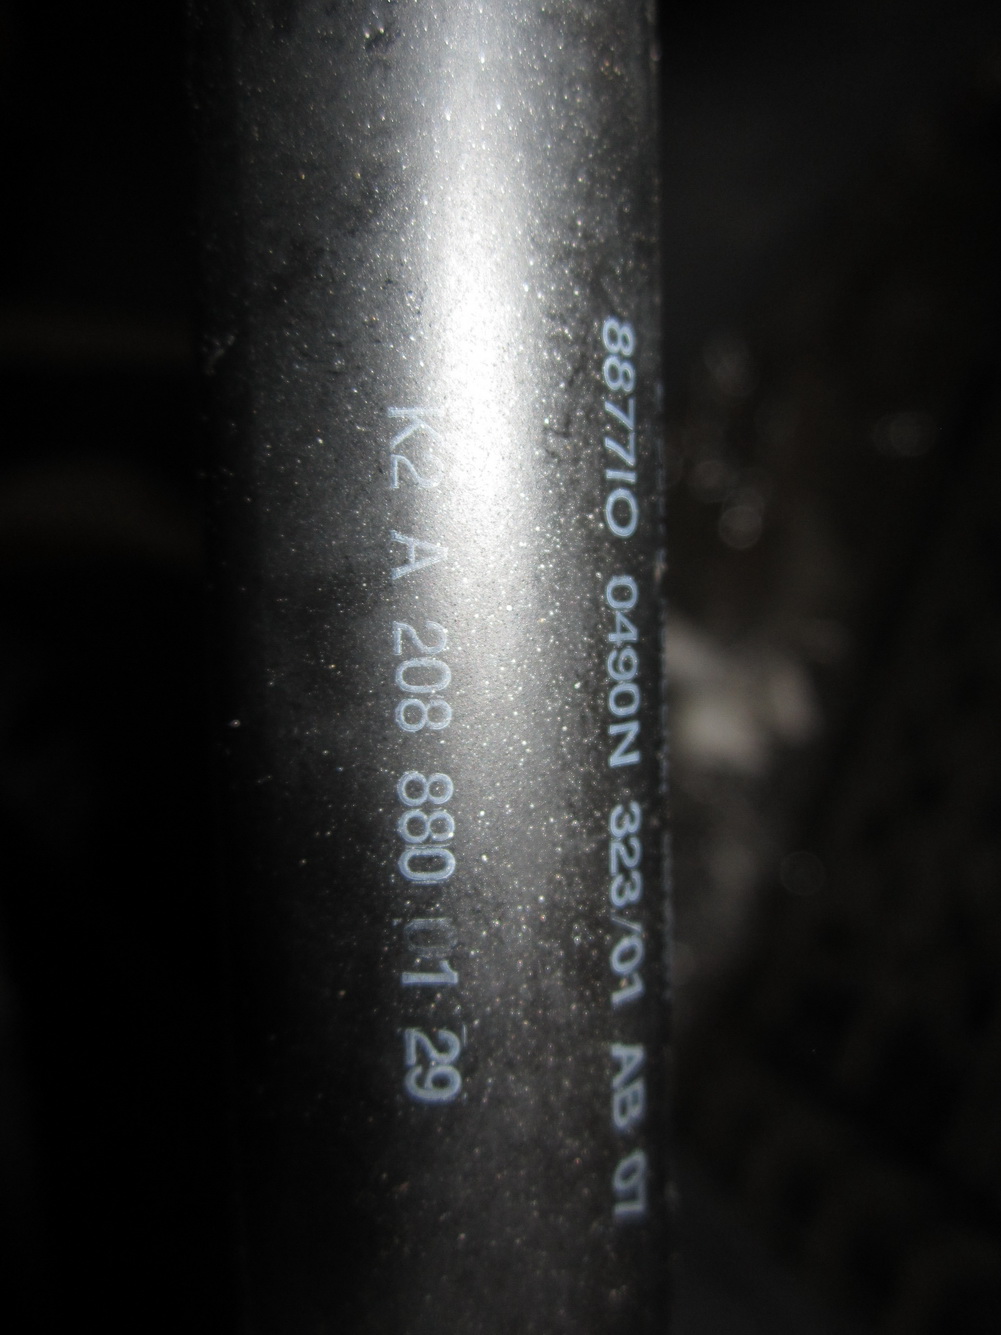 8877IO 0490N 323/01 AB 01
K2 A 208 880 01 29